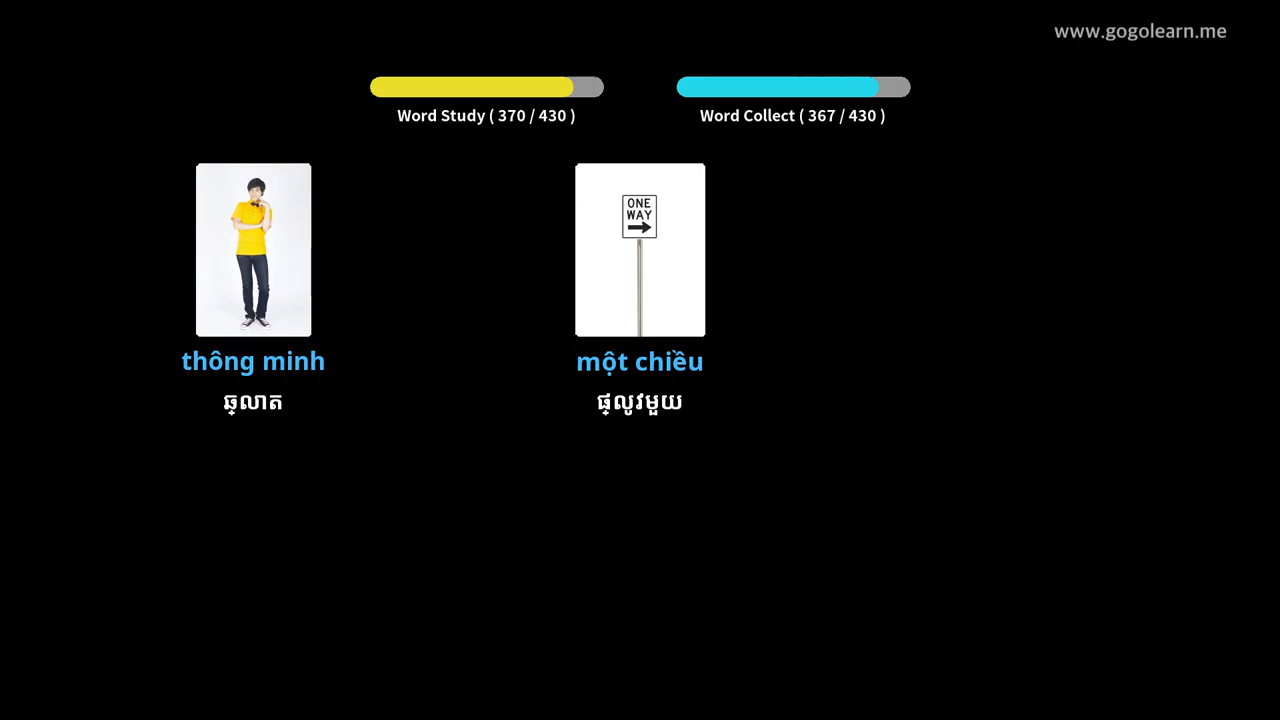 www.gogolearn.me
Word Study ( 370 / 430 )
Word Collect ( 367 / 430 )
ONE
WAY
thông minh
một chiều
ឆ្លាត
ផ្លូវមួយ